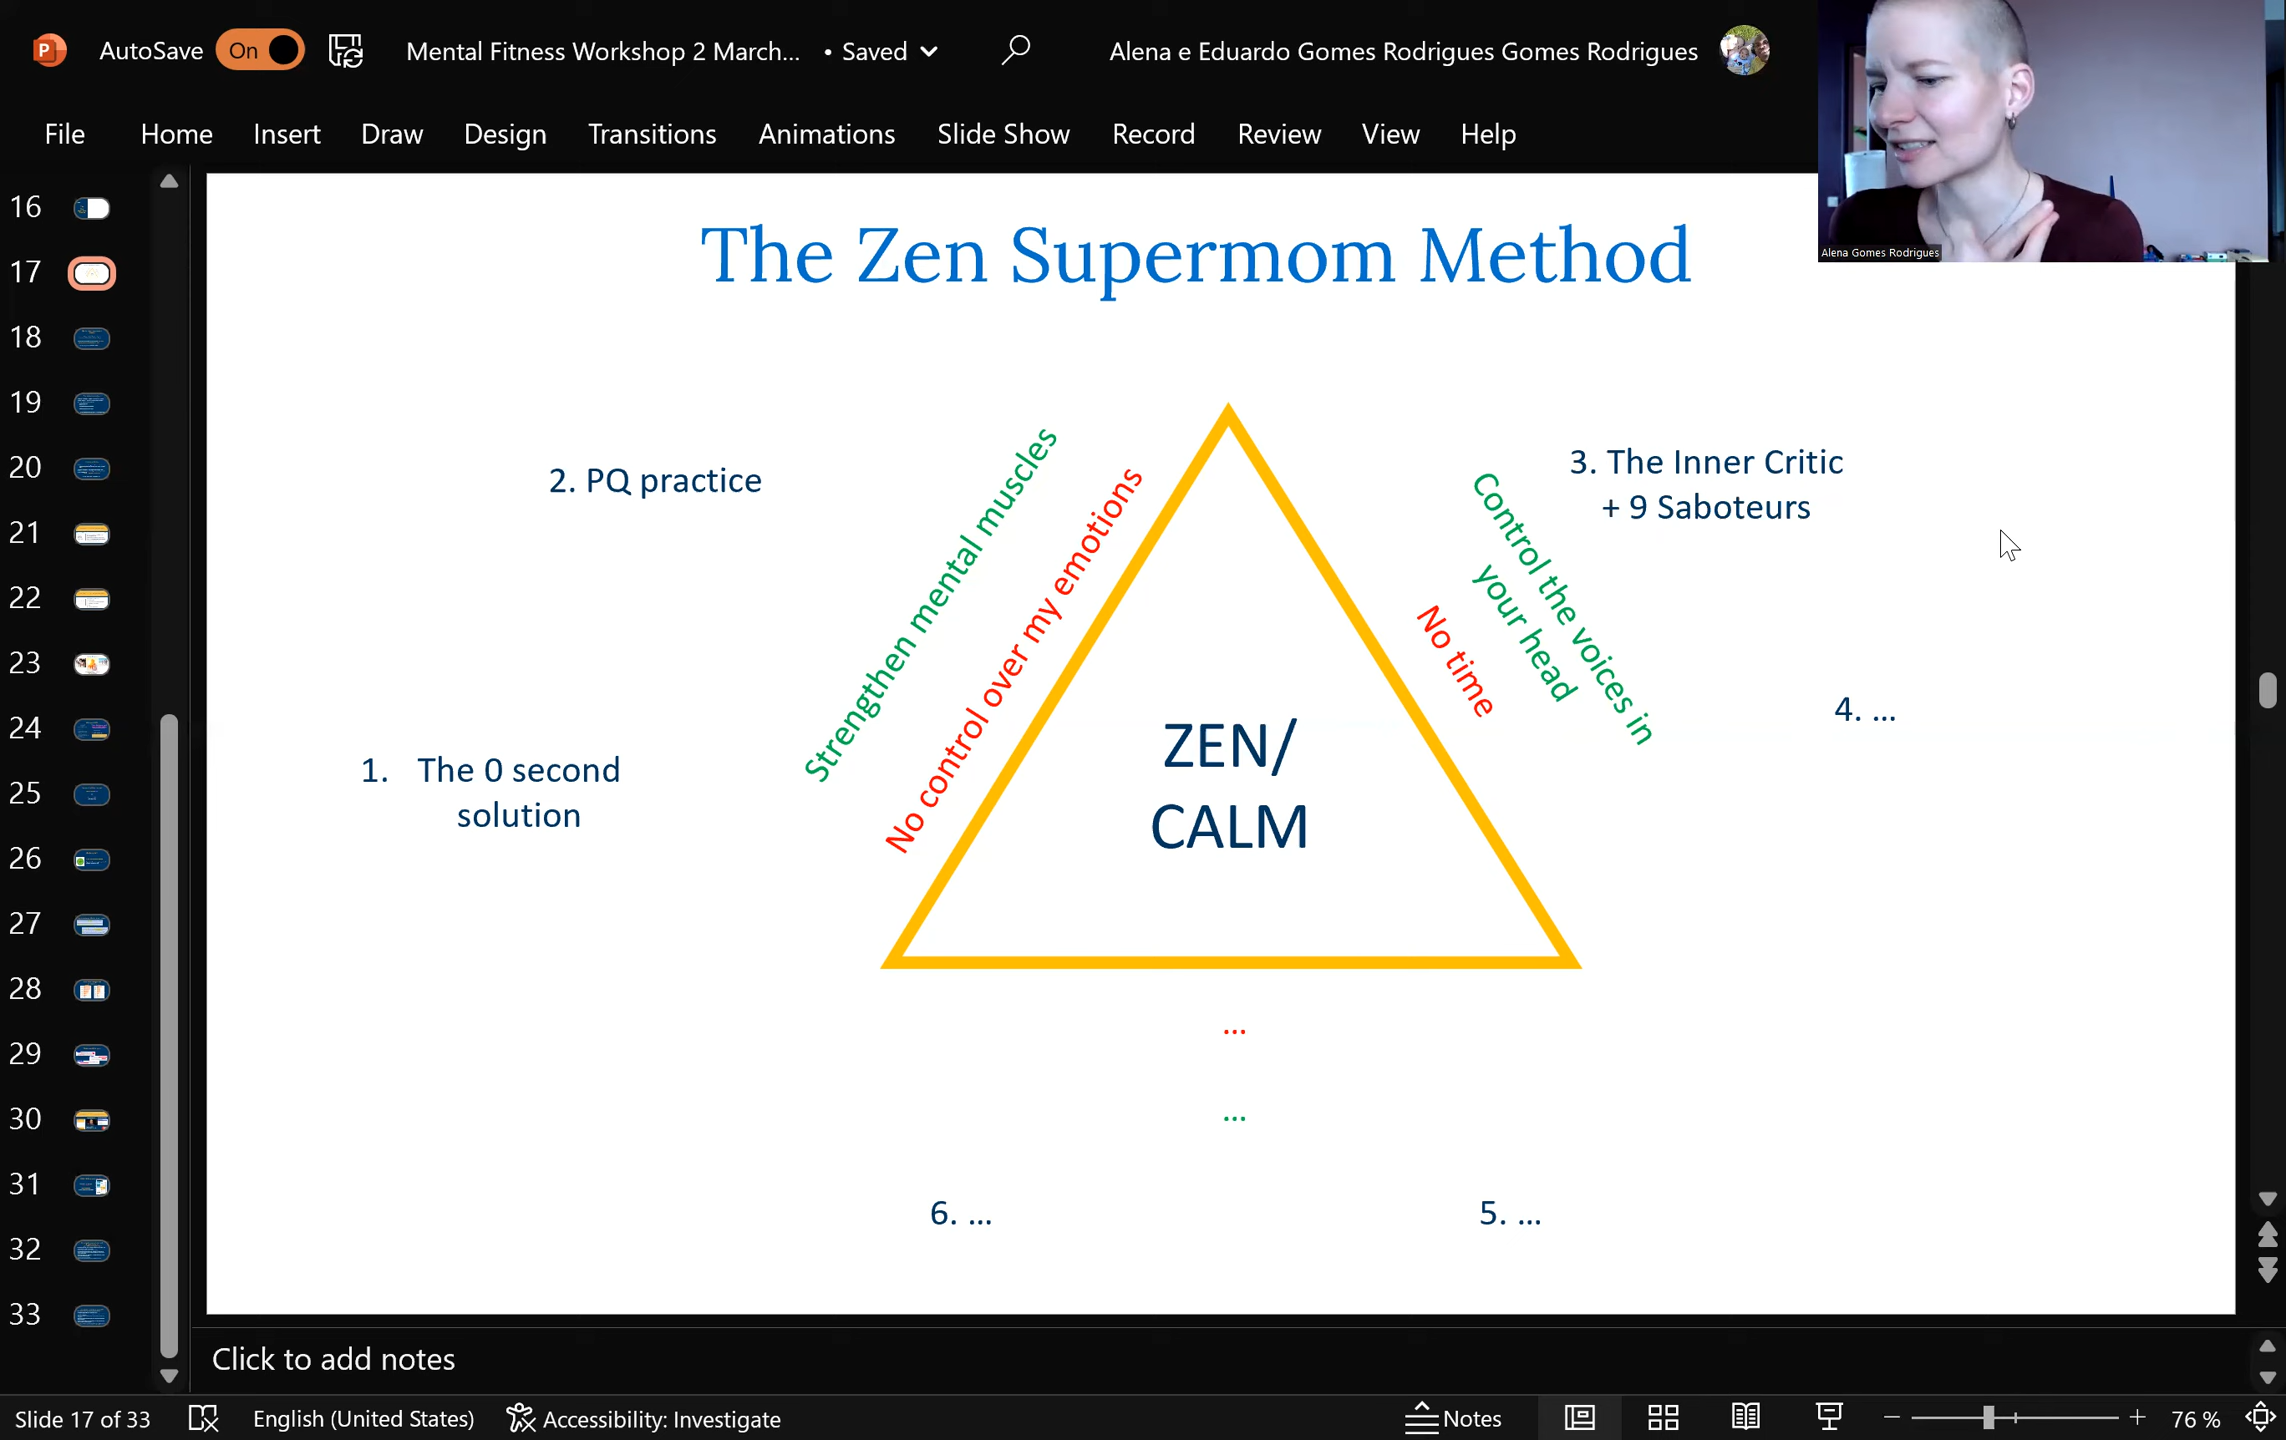 AutoSave On Mental Fitness Workshop 2 March... • Saved Alena e Eduardo Gomes Rodrigues Gomes Rodrigues
File Home Insert Draw Design Transitions Animations Slide Show Record Review View Help
Alena Gomes Rodrigues
16
17
18
19
20
21
22
23
24
25
26
27
28
29
30
31
32
33
The Zen Supermom Method
2. PQ practice
1. The 0 second
solution
Strengthen mental muscles
No control over my emotions
ZEN/
CALM
No time
Control the voices in
your head
3. The Inner Critic
+ 9 Saboteurs
4. ...
...
...
6. ...
5. ...
Click to add notes
Slide 17 of 33 English (United States) Accessibility: Investigate Notes 76 %